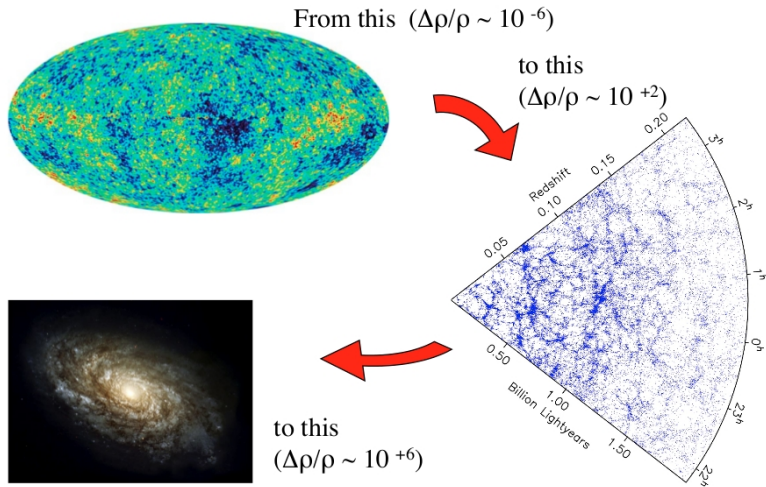 From this (Δρ/ρ ~ 10 -6)
to this
(Δρ/ρ ~ 10 +2)
Redshift
0.05
0.10
0.15
0.20
3h
2h
1h
0h
23h
22h
0.50
1.00
1.50
Billion Lightyears
to this
(Δρ/ρ ~ 10 +6)